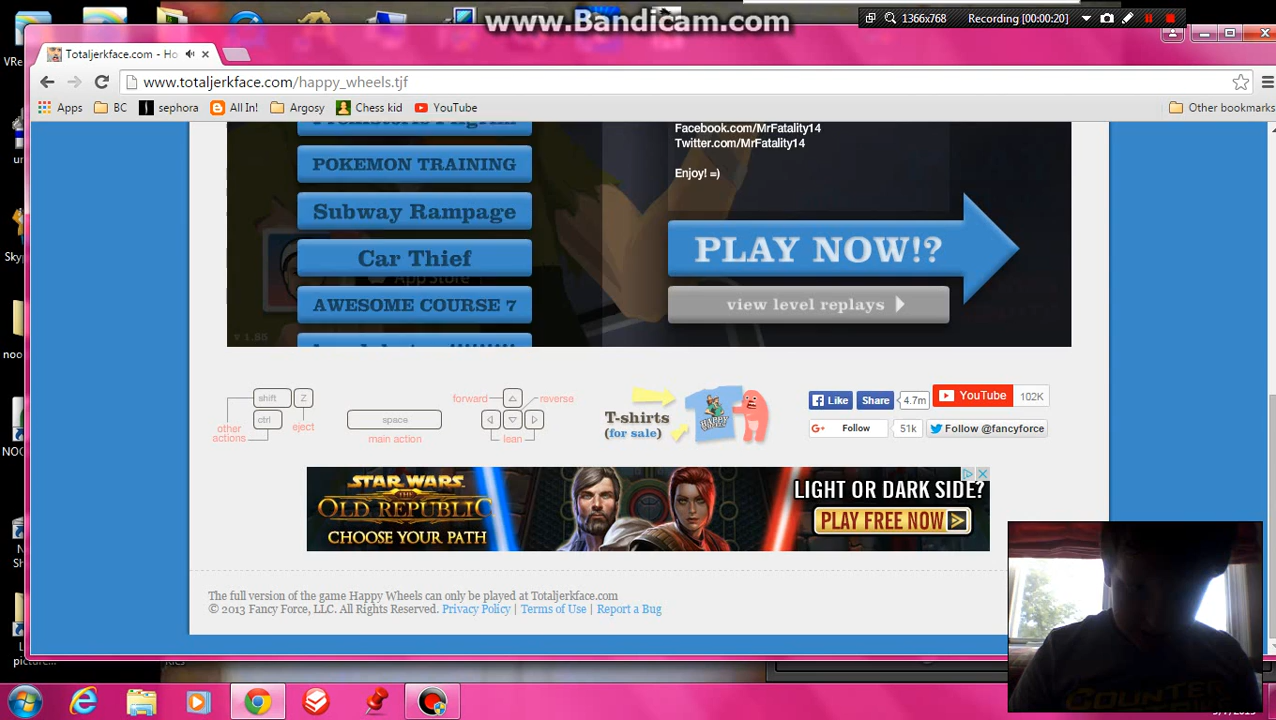 www.Bandicam.com
1366x768 Recording [00:00:20]
Totaljerkface.com - Ho
www.totaljerkface.com/happy_wheels.tjf
Apps BC sephora All In! Argosy Chess kid YouTube Other bookmarks
Facebook.com/MrFatality14
Twitter.com/MrFatality14
Enjoy! =)
POKEMON TRAINING
Subway Rampage
Car Thief
AWESOME COURSE 7
PLAY NOW!?
view level replays
App Store
v 1.85
shift Z
ctrl
other actions
eject
space
main action
forward
reverse
lean
T-shirts
(for sale)
Like Share 4.7m YouTube 102K
Follow 51k Follow @fancyforce
STAR WARS
THE
OLD REPUBLIC
CHOOSE YOUR PATH
LIGHT OR DARK SIDE?
PLAY FREE NOW
The full version of the game Happy Wheels can only be played at Totaljerkface.com
© 2013 Fancy Force, LLC. All Rights Reserved. Privacy Policy | Terms of Use | Report a Bug
COUNTER